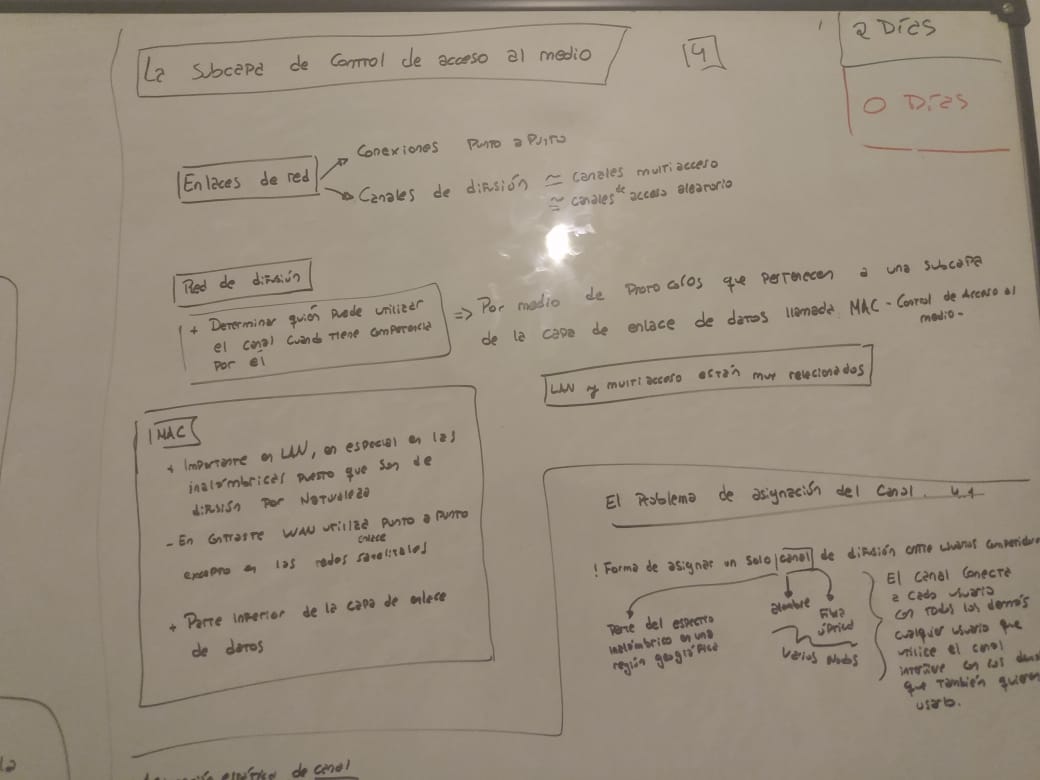 La Subcapa de Control de acceso al medio
4
2 Días
0 Días
Enlaces de red
Conexiones Punto a Punto
Canales de difusión ≃ canales multiacceso
≃ canales de acceso aleatorio
Red de difusión
+ Determinar quién puede utilizar
el canal cuando tiene competencia
por él
=> Por medio de Protocolos que pertenecen a una subcapa
de la capa de enlace de datos llamada MAC - Control de Acceso al
medio -
LAN y multiacceso están muy relacionados
MAC
+ Importante en LAN, en especial en las
inalámbricas puesto que son de
difusión por Naturaleza
- En contraste WAN utiliza punto a punto
enlace
excepto en las redes satelitales
+ Parte inferior de la capa de enlace
de datos
El Problema de asignación del Canal. 4.1
! Forma de asignar un solo canal de difusión entre usuarios
Parte del espectro
inalámbrico en una
región geográfica
alambre
Fibra
óptica
Varios Nodos
El canal conecta
a cada usuario
con todos los demás
cualquier usuario que
utilice el canal
interfiere con los
que también quieren
usarlo.
de canal